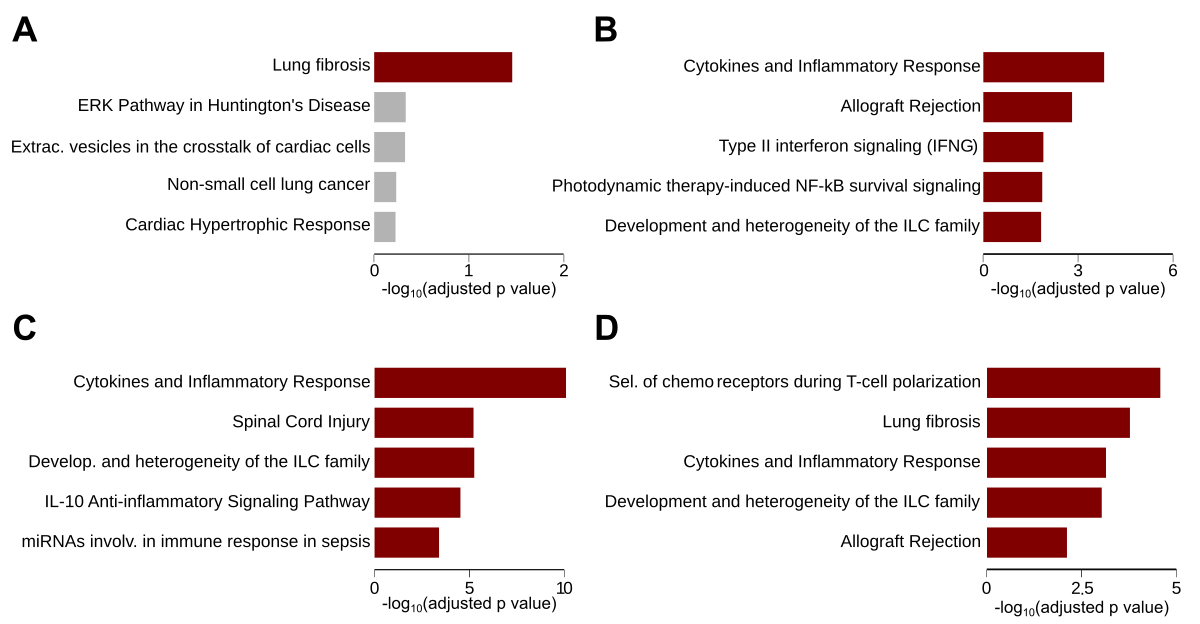 A
Lung fibrosis
ERK Pathway in Huntington's Disease
Extrac. vesicles in the crosstalk of cardiac cells
Non-small cell lung cancer
Cardiac Hypertrophic Response
0 1 2
-log10(adjusted p value)
B
Cytokines and Inflammatory Response
Allograft Rejection
Type II interferon signaling (IFNG)
Photodynamic therapy-induced NF-kB survival signaling
Development and heterogeneity of the ILC family
0 3 6
-log10(adjusted p value)
C
Cytokines and Inflammatory Response
Spinal Cord Injury
Develop. and heterogeneity of the ILC family
IL-10 Anti-inflammatory Signaling Pathway
miRNAs involv. in immune response in sepsis
0 5 10
-log10(adjusted p value)
D
Sel. of chemoreceptors during T-cell polarization
Lung fibrosis
Cytokines and Inflammatory Response
Development and heterogeneity of the ILC family
Allograft Rejection
0 2.5 5
-log10(adjusted p value)